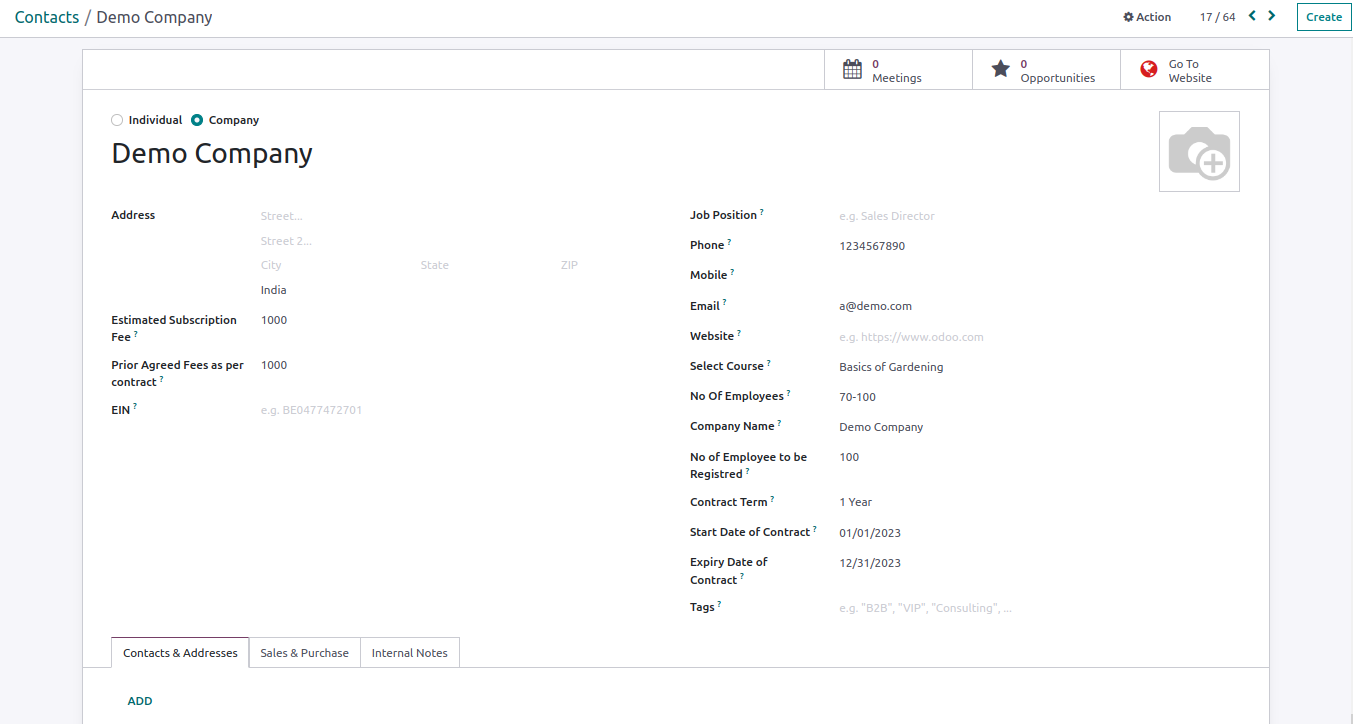 Contacts / Demo Company
Action
17 / 64
Create
0
Meetings
0
Opportunities
Go To
Website
Individual
Company
Demo Company
Address
Street...
Street 2...
City
State
ZIP
India
Estimated Subscription
Fee ?
1000
Prior Agreed Fees as per
contract ?
1000
EIN ?
e.g. BE0477472701
Job Position ?
e.g. Sales Director
Phone ?
1234567890
Mobile ?
Email ?
a@demo.com
Website ?
e.g. https://www.odoo.com
Select Course ?
Basics of Gardening
No Of Employees ?
70-100
Company Name ?
Demo Company
No of Employee to be
Registred ?
100
Contract Term ?
1 Year
Start Date of Contract ?
01/01/2023
Expiry Date of
Contract ?
12/31/2023
Tags ?
e.g. "B2B", "VIP", "Consulting", ...
Contacts & Addresses
Sales & Purchase
Internal Notes
ADD